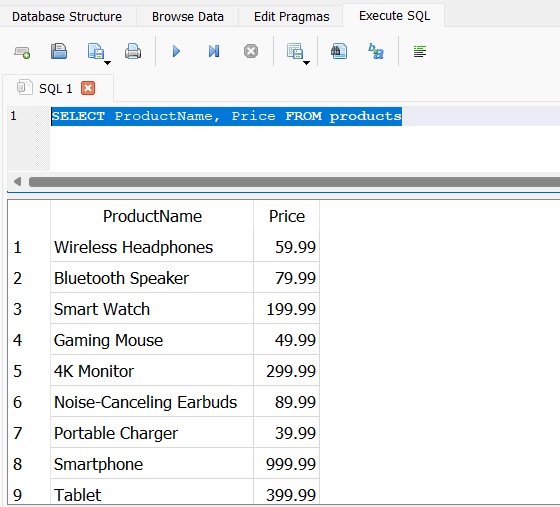 Database Structure Browse Data Edit Pragmas Execute SQL
SQL 1
1 SELECT ProductName, Price FROM products
ProductName Price
1 Wireless Headphones 59.99
2 Bluetooth Speaker 79.99
3 Smart Watch 199.99
4 Gaming Mouse 49.99
5 4K Monitor 299.99
6 Noise-Canceling Earbuds 89.99
7 Portable Charger 39.99
8 Smartphone 999.99
9 Tablet 399.99